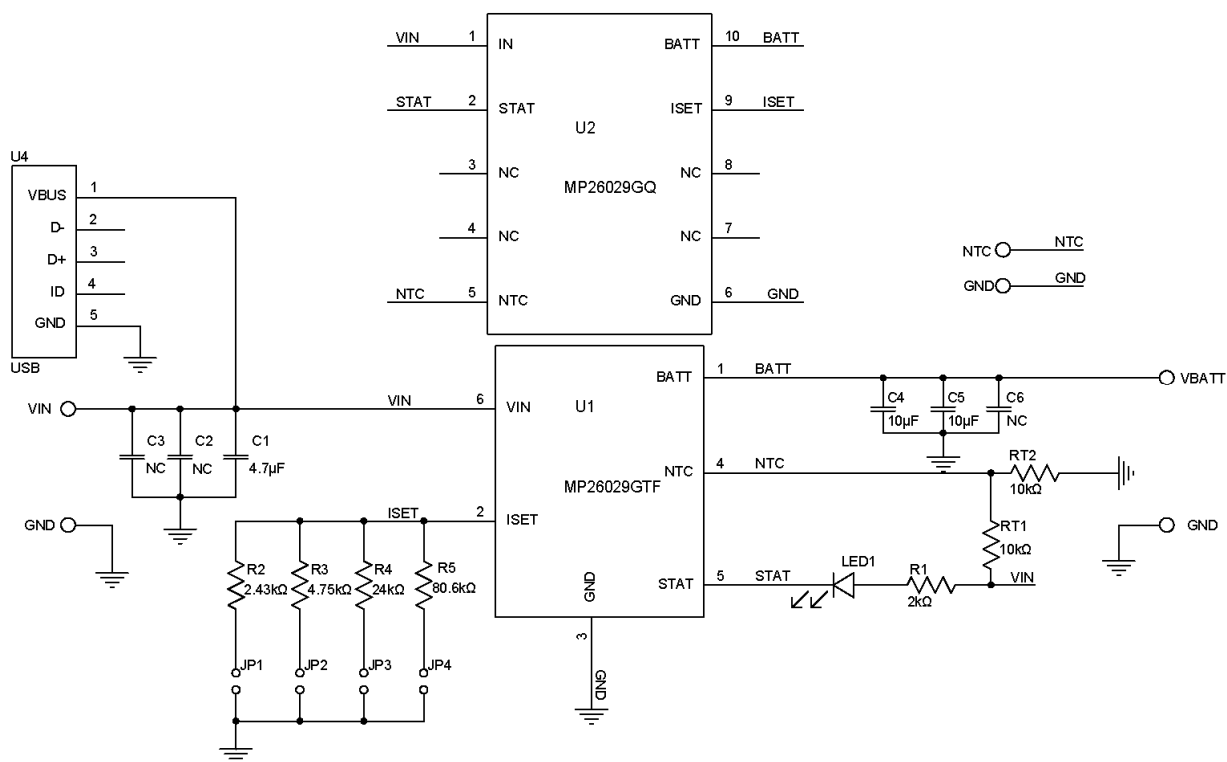 VIN 1 IN BATT 10 BATT
STAT 2 STAT ISET 9 ISET
U2
3 NC NC 8
MP26029GQ
4 NC NC 7
NTC 5 NTC GND 6 GND
U4
VBUS 1
D- 2
D+ 3
ID 4
GND 5
USB
NTC NTC
GND GND
BATT 1 BATT
VBATT
U1
VIN VIN 6 VIN
C3
NC
C2
NC
C1
4.7µF
C4
10µF
C5
10µF
C6
NC
NTC 4 NTC
RT2
10kΩ
MP26029GTF
GND
ISET 2 ISET
RT1
10kΩ
GND
R2
2.43kΩ
R3
4.75kΩ
R4
24kΩ
R5
80.6kΩ
STAT 5 STAT
LED1
R1
2kΩ
VIN
GND
3
GND
JP1
JP2
JP3
JP4